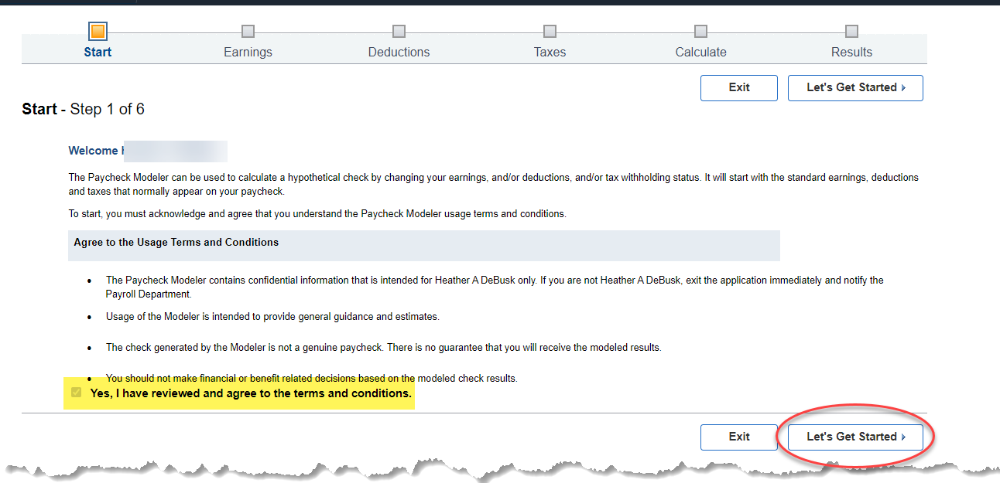 Start
Earnings
Deductions
Taxes
Calculate
Results
Exit
Let's Get Started
Start - Step 1 of 6
Welcome
The Paycheck Modeler can be used to calculate a hypothetical check by changing your earnings, and/or deductions, and/or tax withholding status. It will start with the standard earnings, deductions
and taxes that normally appear on your paycheck.
To start, you must acknowledge and agree that you understand the Paycheck Modeler usage terms and conditions.
Agree to the Usage Terms and Conditions
• The Paycheck Modeler contains confidential information that is intended for Heather A DeBusk only. If you are not Heather A DeBusk, exit the application immediately and notify the
Payroll Department.
• Usage of the Modeler is intended to provide general guidance and estimates.
• The check generated by the Modeler is not a genuine paycheck. There is no guarantee that you will receive the modeled results.
• You should not make financial or benefit related decisions based on the modeled check results.
Yes, I have reviewed and agree to the terms and conditions.
Exit
Let's Get Started